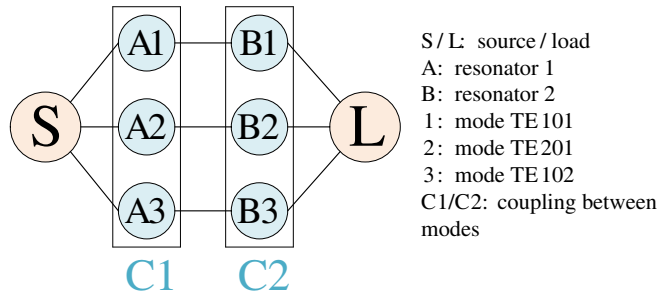 A1
B1
S
A2
B2
L
A3
B3
C1
C2
S / L: source / load
A: resonator 1
B: resonator 2
1: mode TE101
2: mode TE201
3: mode TE102
C1/C2: coupling between
modes